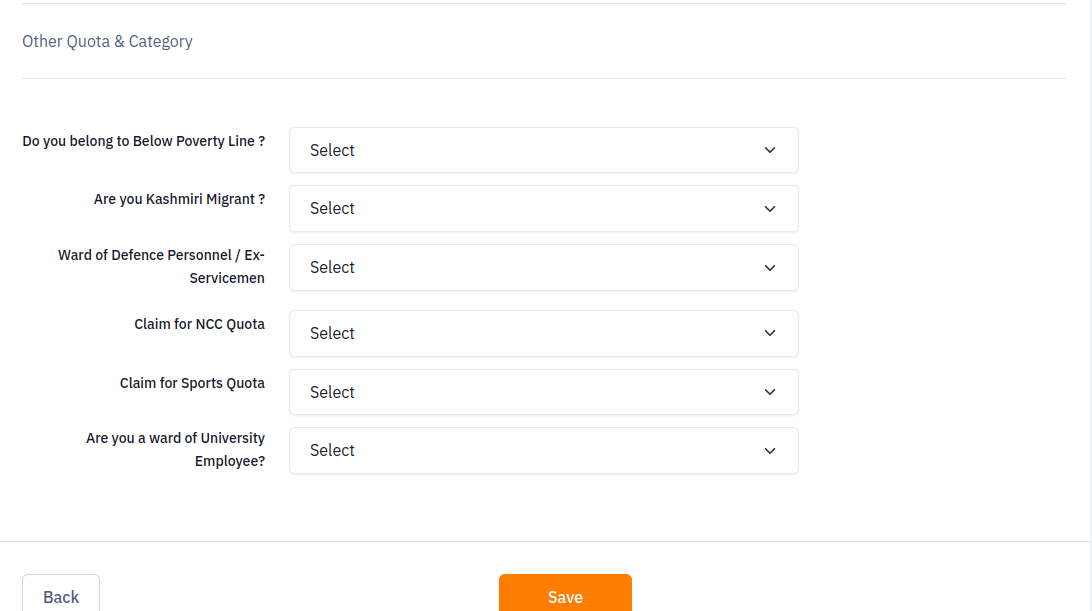 Other Quota & Category
Do you belong to Below Poverty Line ?
Select
Are you Kashmiri Migrant ?
Select
Ward of Defence Personnel / Ex-
Servicemen
Select
Claim for NCC Quota
Select
Claim for Sports Quota
Select
Are you a ward of University
Employee?
Select
Back
Save